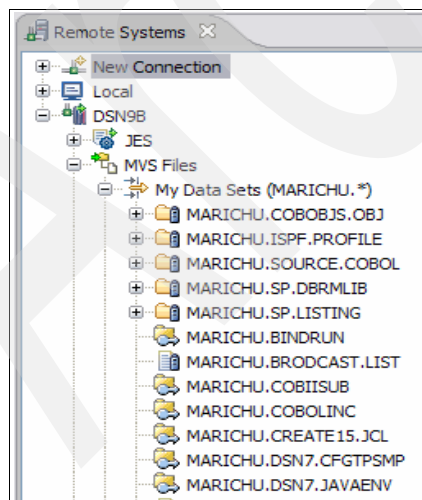 Remote Systems
New Connection
Local
DSN9B
JES
MVS Files
My Data Sets (MARICHU.*)
MARICHU.COBOBJS.OBJ
MARICHU.ISPF.PROFILE
MARICHU.SOURCE.COBOL
MARICHU.SP.DBRMLIB
MARICHU.SP.LISTING
MARICHU.BINDRUN
MARICHU.BRODCAST.LIST
MARICHU.COBIISUB
MARICHU.COBOLINC
MARICHU.CREATE15.JCL
MARICHU.DSN7.CFGTPSMP
MARICHU.DSN7.JAVAENV